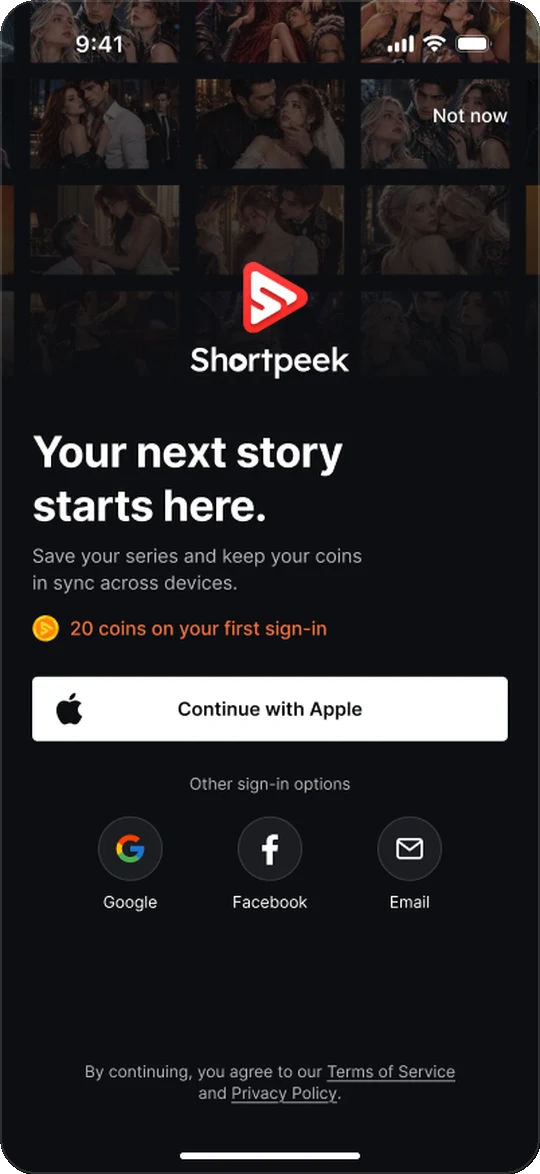 9:41
Not now
Shortpeek
Your next story
starts here.
Save your series and keep your coins
in sync across devices.
20 coins on your first sign-in
Continue with Apple
Other sign-in options
Google
Facebook
Email
By continuing, you agree to our Terms of Service
and Privacy Policy.